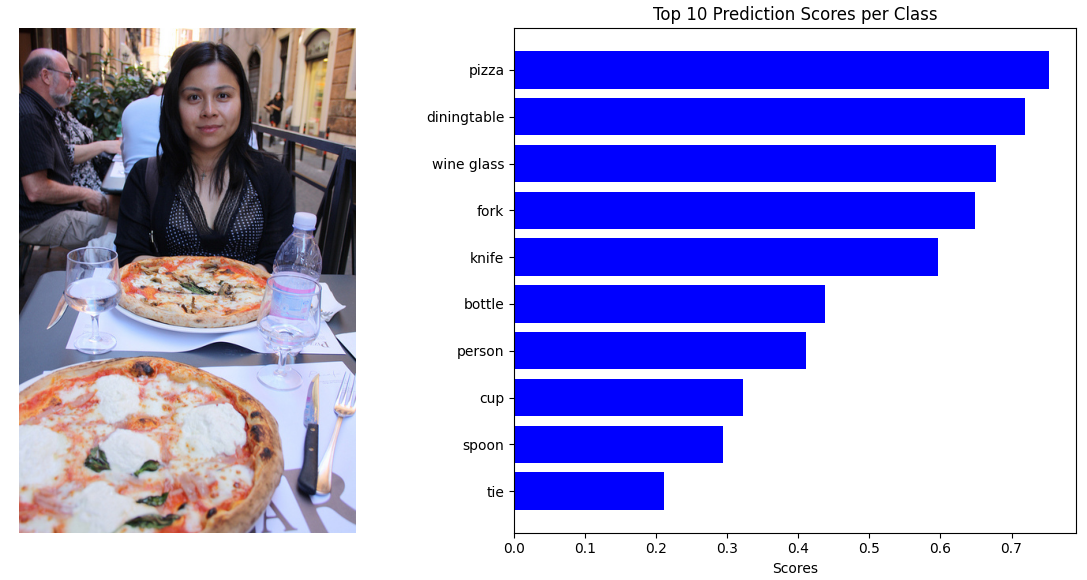 Top 10 Prediction Scores per Class
pizza
diningtable
wine glass
fork
knife
bottle
person
cup
spoon
tie
0.0 0.1 0.2 0.3 0.4 0.5 0.6 0.7
Scores